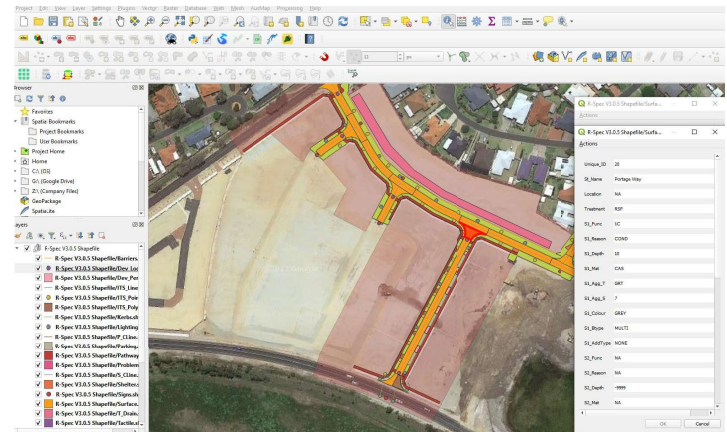 Project Edit View Layer Settings Plugins Vector Raster Database Web Mesh AusMap Processing Help
Browser
Favorites
Spatial Bookmarks
Project Bookmarks
User Bookmarks
Project Home
Home
C:\ (OS)
G:\ (Google Drive)
Z:\ (Company Files)
GeoPackage
SpatiaLite
ayers
R-Spec V3.0.5 Shapefile
R-Spec V3.0.5 Shapefile/Barriers.
R-Spec V3.0.5 Shapefile/Dev_Loc
R-Spec V3.0.5 Shapefile/Dev_Per
R-Spec V3.0.5 Shapefile/ITS_Line
R-Spec V3.0.5 Shapefile/ITS_Poin
R-Spec V3.0.5 Shapefile/ITS_Poly
R-Spec V3.0.5 Shapefile/Kerbs.sh
R-Spec V3.0.5 Shapefile/Lighting
R-Spec V3.0.5 Shapefile/P_CLine.
R-Spec V3.0.5 Shapefile/Parking.
R-Spec V3.0.5 Shapefile/Pathway
R-Spec V3.0.5 Shapefile/Problem
R-Spec V3.0.5 Shapefile/S_CLine.
R-Spec V3.0.5 Shapefile/Shelter.
R-Spec V3.0.5 Shapefile/Signs.sh
R-Spec V3.0.5 Shapefile/Surface.
R-Spec V3.0.5 Shapefile/T_Drain.
R-Spec V3.0.5 Shapefile/Tactile.s
px
R-Spec V3.0.5 Shapefile/Surfa...
Actions
R-Spec V3.0.5 Shapefile/Surfa...
Actions
Unique_ID 28
St_Name Portage Way
Location NA
Treatment RSP
S1_Func 1C
S1_Reason COND
S1_Depth 10
S1_Mat CAS
S1_Agg_T GRT
S1_Agg_S 7
S1_Colour GREY
S1_Btype MULTI
S1_AddType NONE
S2_Func NA
S2_Reason NA
S2_Depth -9999
S2_Mat NA
OK Cancel